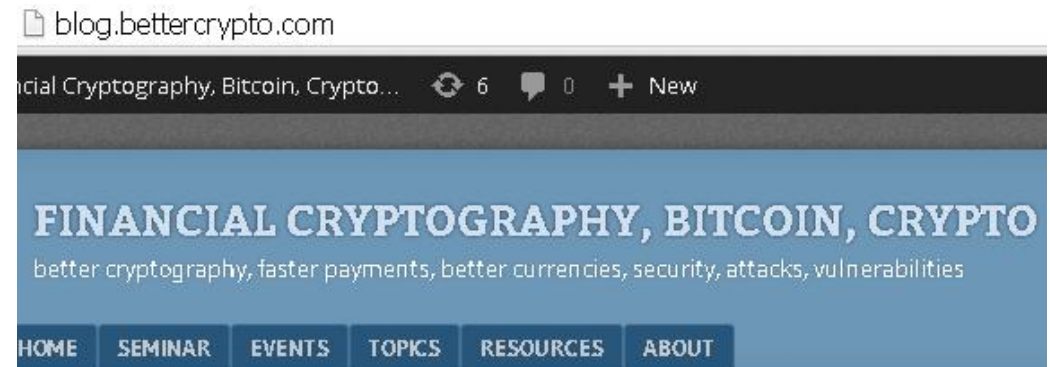 blog.bettercrypto.com
ncial Cryptography, Bitcoin, Crypto... 6 0 + New
FINANCIAL CRYPTOGRAPHY, BITCOIN, CRYPTO
better cryptography, faster payments, better currencies, security, attacks, vulnerabilities
HOME SEMINAR EVENTS TOPICS RESOURCES ABOUT